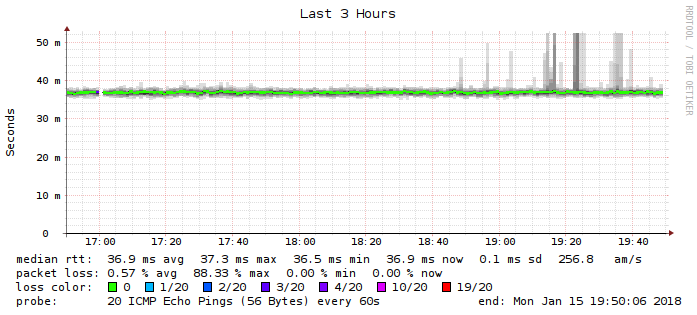 Last 3 Hours
RRDTOOL / TOBI OETIKER
Seconds
50 m
40 m
30 m
20 m
10 m
0
17:00 17:20 17:40 18:00 18:20 18:40 19:00 19:20 19:40
median rtt: 36.9 ms avg 37.3 ms max 36.5 ms min 36.9 ms now 0.1 ms sd 256.8 am/s
packet loss: 0.57 % avg 88.33 % max 0.00 % min 0.00 % now
loss color: 0 1/20 2/20 3/20 4/20 10/20 19/20
probe: 20 ICMP Echo Pings (56 Bytes) every 60s end: Mon Jan 15 19:50:06 2018